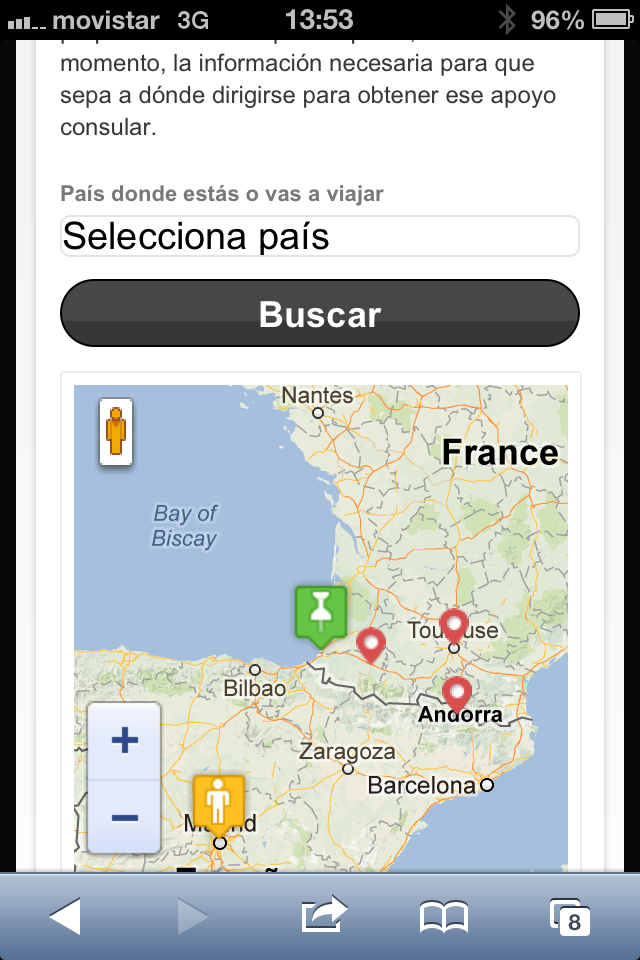 movistar 3G 13:53 96%
momento, la información necesaria para que
sepa a dónde dirigirse para obtener ese apoyo
consular.
País donde estás o vas a viajar
Selecciona país
Buscar
Nantes
France
Bay of
Biscay
Bilbao
Andorra
Zaragoza
Barcelona
Madrid
8